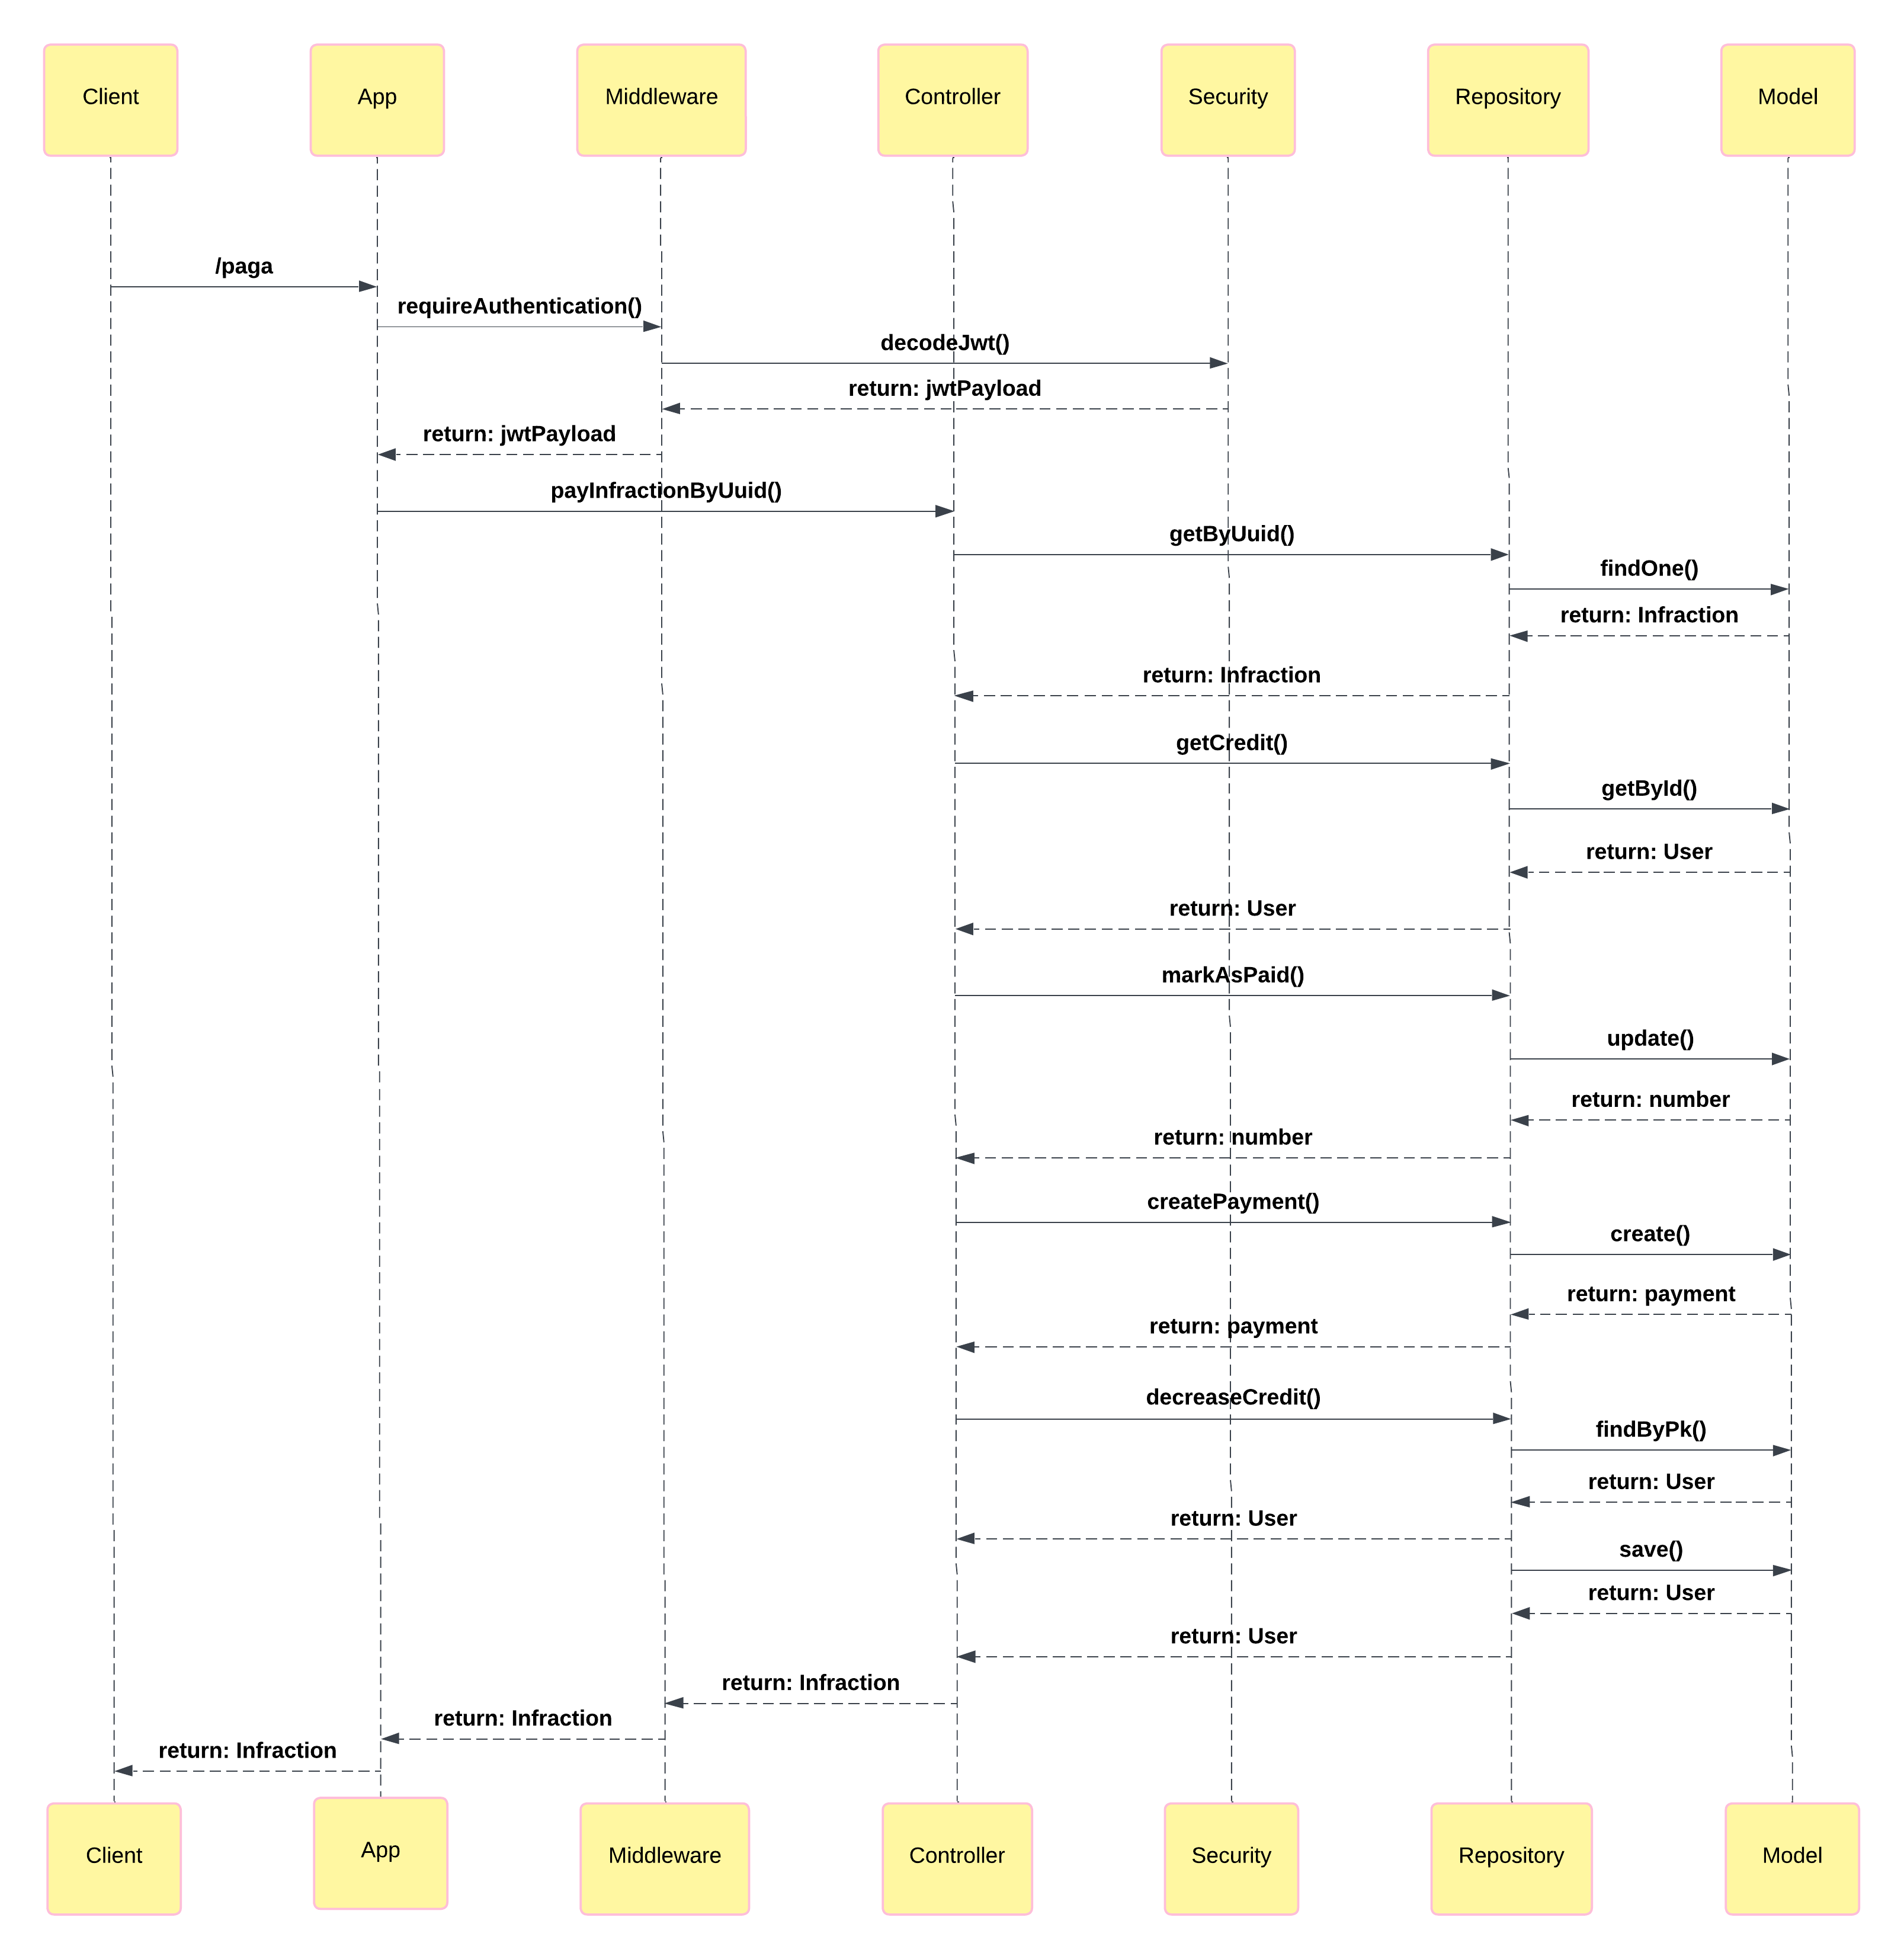 Client
App
Middleware
Controller
Security
Repository
Model
/paga
requireAuthentication()
decodeJwt()
return: jwtPayload
return: jwtPayload
payInfractionByUuid()
getByUuid()
findOne()
return: Infraction
return: Infraction
getCredit()
getById()
return: User
return: User
markAsPaid()
update()
return: number
return: number
createPayment()
create()
return: payment
return: payment
decreaseCredit()
findByPk()
return: User
return: User
save()
return: User
return: User
return: Infraction
return: Infraction
return: Infraction
Client
App
Middleware
Controller
Security
Repository
Model